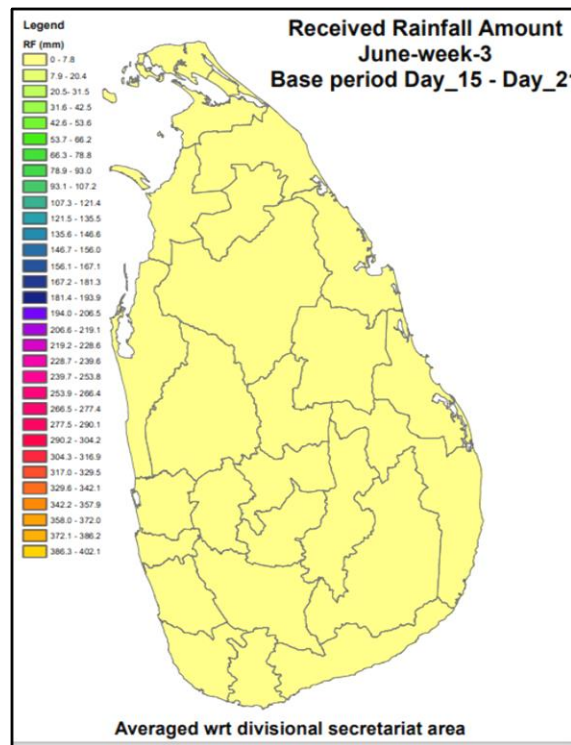 Legend
Received Rainfall Amount
RF (mm)
June-week-3
Base period Day_15 - Day_21
0 - 7.8
7.9 - 20.4
20.5- 31.5
31.6 - 42.5
42.6 - 53.6
53.7 - 66.2
66.3 - 78.8
78.9 - 93.0
93.1 - 107.2
107.3 - 121.4
121.5 - 135.5
135.6 - 146.6
146.7 - 156.0
156.1 - 167.1
167.2 - 181.3
181.4 - 193.9
194.0 - 206.5
206.6 - 219.1
219.2 - 228.6
228.7 - 239.6
239.7 - 253.8
253.9 - 266.4
266.5 - 277.4
277.5 - 290.1
290.2 - 304.2
304.3 - 316.9
317.0 - 329.5
329.6 - 342.1
342.2 - 357.9
358.0 - 372.0
372.1 - 386.2
386.3 - 402.1
Averaged wrt divisional secretariat area